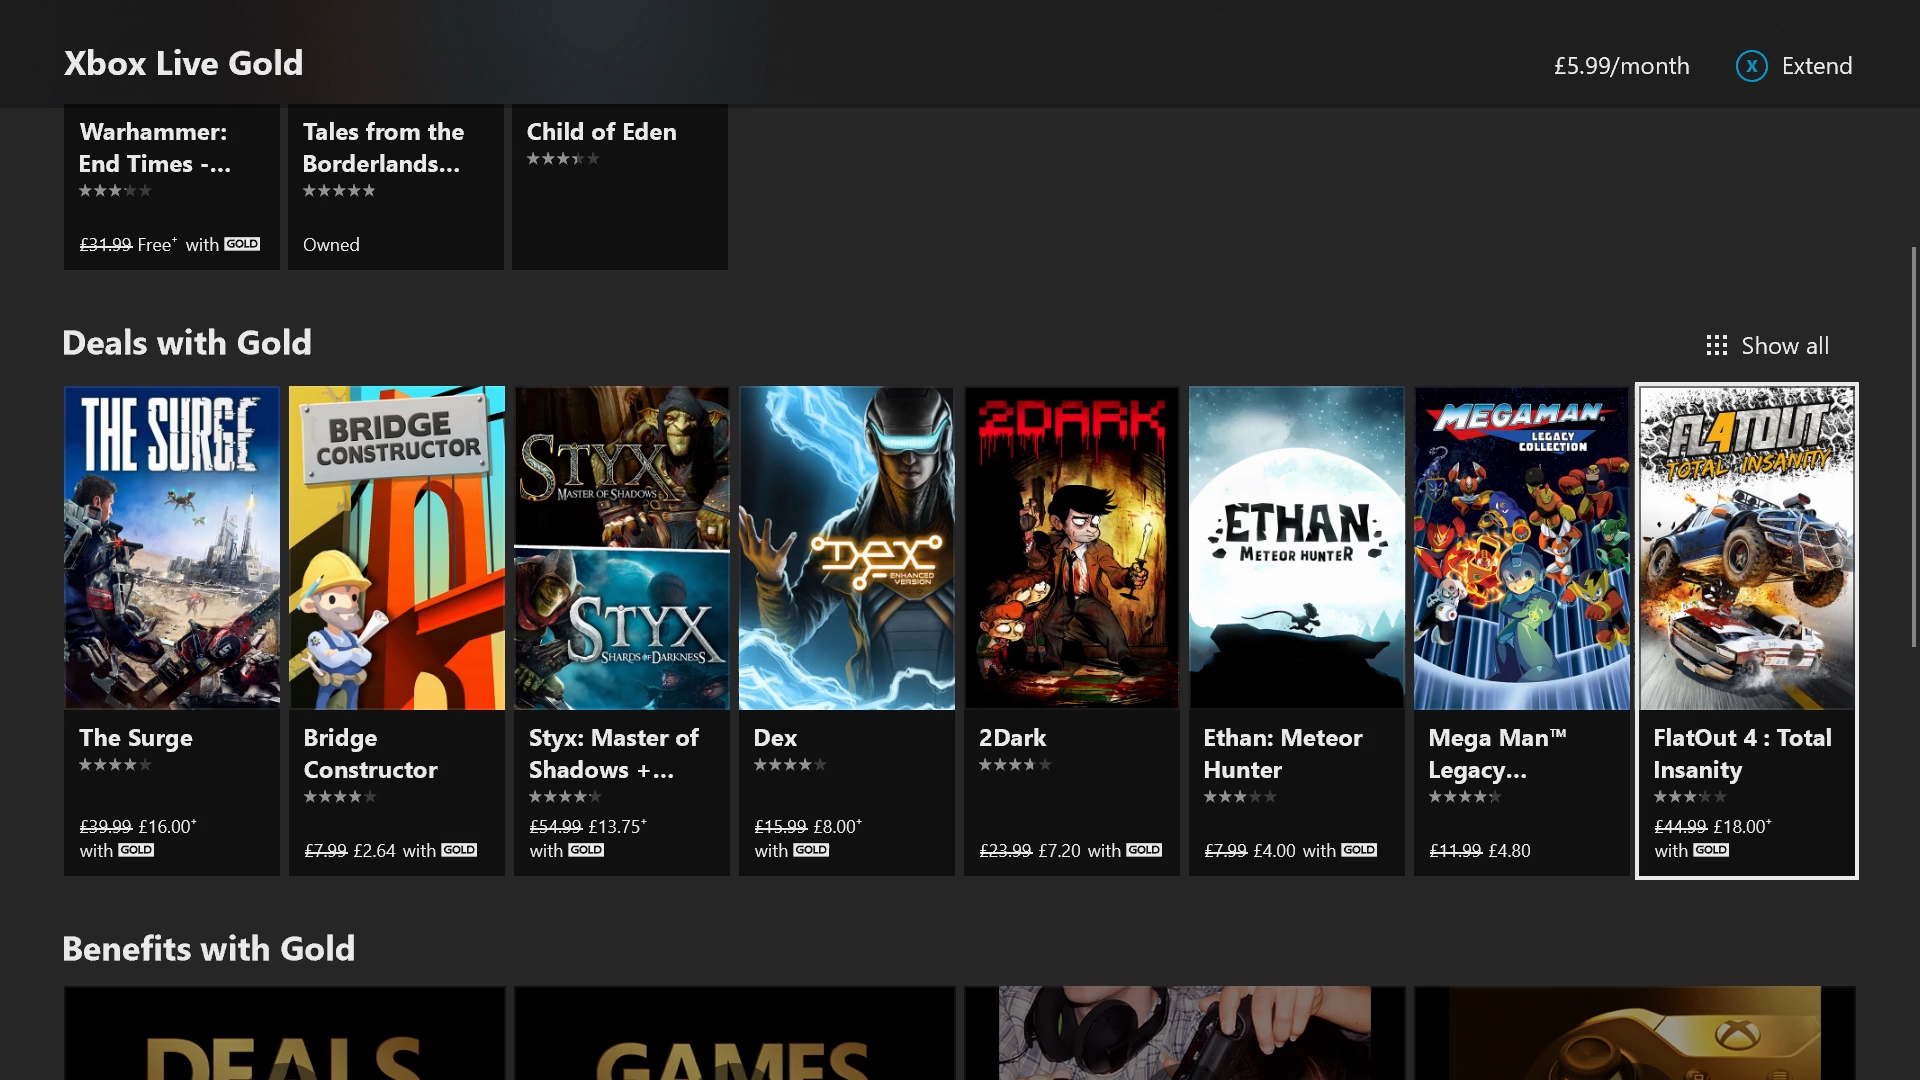 Xbox Live Gold
£5.99/month
X Extend
Warhammer:
End Times -...
£31.99 Free+ with GOLD
Tales from the
Borderlands...
Owned
Child of Eden
Deals with Gold
Show all
THE SURGE
The Surge
£39.99 £16.00+
with GOLD
BRIDGE
CONSTRUCTOR
Bridge
Constructor
£7.99 £2.64 with GOLD
STYX
MASTER OF SHADOWS
STYX
SHARDS OF DARKNESS
Styx: Master of
Shadows +...
£54.99 £13.75+
with GOLD
DEX
ENHANCED
VERSION
Dex
£15.99 £8.00+
with GOLD
2DARK
2Dark
£23.99 £7.20 with GOLD
ETHAN
METEOR HUNTER
Ethan: Meteor
Hunter
£7.99 £4.00 with GOLD
MEGAMAN
LEGACY
COLLECTION
Mega Man™
Legacy...
£11.99 £4.80
FL4TOUT
TOTAL INSANITY
FlatOut 4 : Total
Insanity
£44.99 £18.00+
with GOLD
Benefits with Gold
DEALS
GAMES